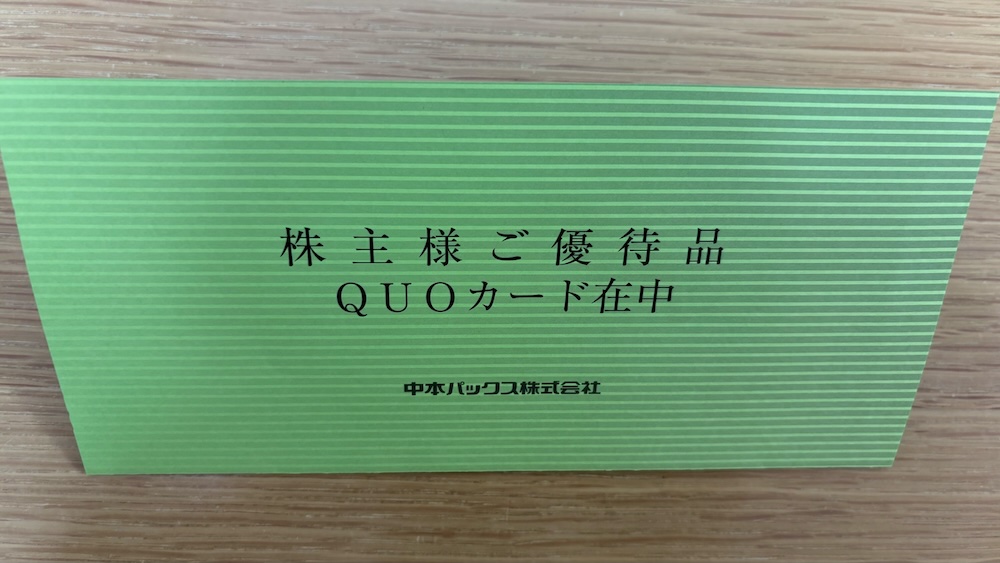 株主様ご優待品
ＱＵＯカード在中
中本パックス株式会社